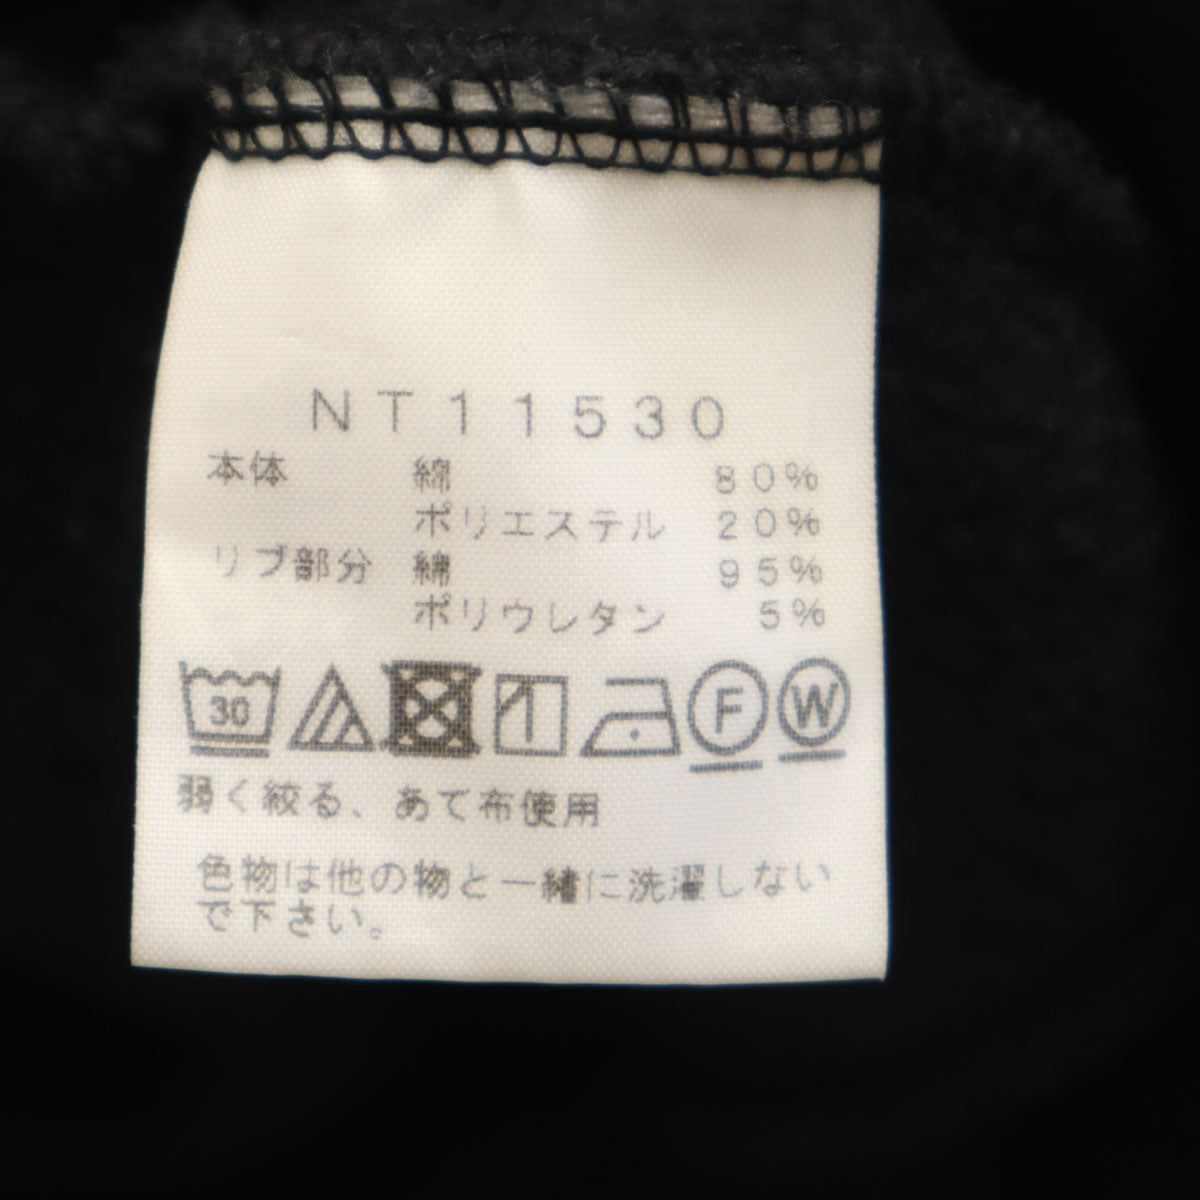 NT11530
本体 綿 80%
ポリエステル 20%
リブ部分 綿 95%
ポリウレタン 5%
30 F W
弱く絞る、あて布使用
色物は他の物と一緒に洗濯しない
で下さい。